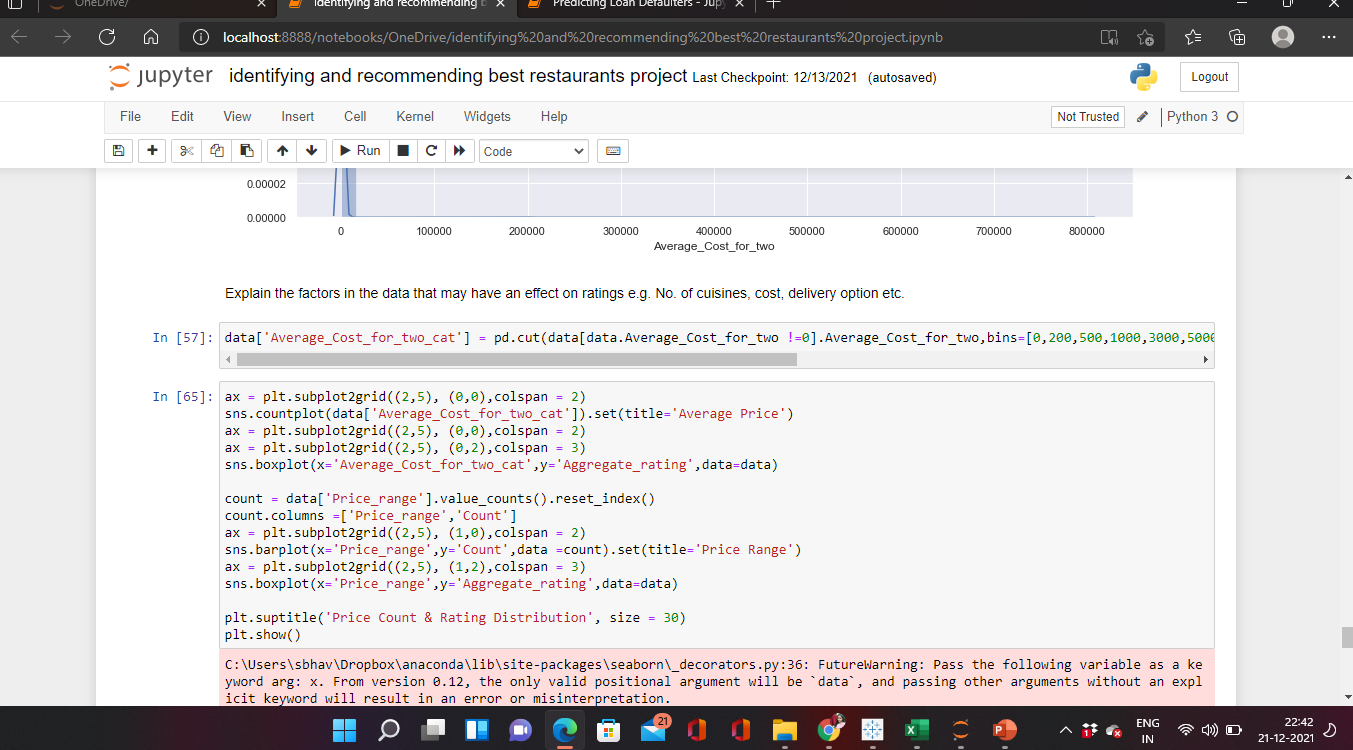 OneDrive/
identifying and recommending b
Predicting Loan Defaulters - Jup
localhost:8888/notebooks/OneDrive/identifying%20and%20recommending%20best%20restaurants%20project.ipynb
jupyter identifying and recommending best restaurants project Last Checkpoint: 12/13/2021 (autosaved)
Logout
File Edit View Insert Cell Kernel Widgets Help
Not Trusted
Python 3
Run
Code
0.00002
0.00000
0 100000 200000 300000 400000 500000 600000 700000 800000
Average_Cost_for_two
Explain the factors in the data that may have an effect on ratings e.g. No. of cuisines, cost, delivery option etc.
In [57]: data['Average_Cost_for_two_cat'] = pd.cut(data[data.Average_Cost_for_two !=0].Average_Cost_for_two,bins=[0,200,500,1000,3000,5000
In [65]: ax = plt.subplot2grid((2,5), (0,0),colspan = 2)
sns.countplot(data['Average_Cost_for_two_cat']).set(title='Average Price')
ax = plt.subplot2grid((2,5), (0,0),colspan = 2)
ax = plt.subplot2grid((2,5), (0,2),colspan = 3)
sns.boxplot(x='Average_Cost_for_two_cat',y='Aggregate_rating',data=data)
count = data['Price_range'].value_counts().reset_index()
count.columns =['Price_range','Count']
ax = plt.subplot2grid((2,5), (1,0),colspan = 2)
sns.barplot(x='Price_range',y='Count',data =count).set(title='Price Range')
ax = plt.subplot2grid((2,5), (1,2),colspan = 3)
sns.boxplot(x='Price_range',y='Aggregate_rating',data=data)
plt.suptitle('Price Count & Rating Distribution', size = 30)
plt.show()
C:\Users\sbhav\Dropbox\anaconda\lib\site-packages\seaborn\_decorators.py:36: FutureWarning: Pass the following variable as a ke
yword arg: x. From version 0.12, the only valid positional argument will be `data`, and passing other arguments without an expl
icit keyword will result in an error or misinterpretation.
21
1
ENG
IN
22:42
21-12-2021